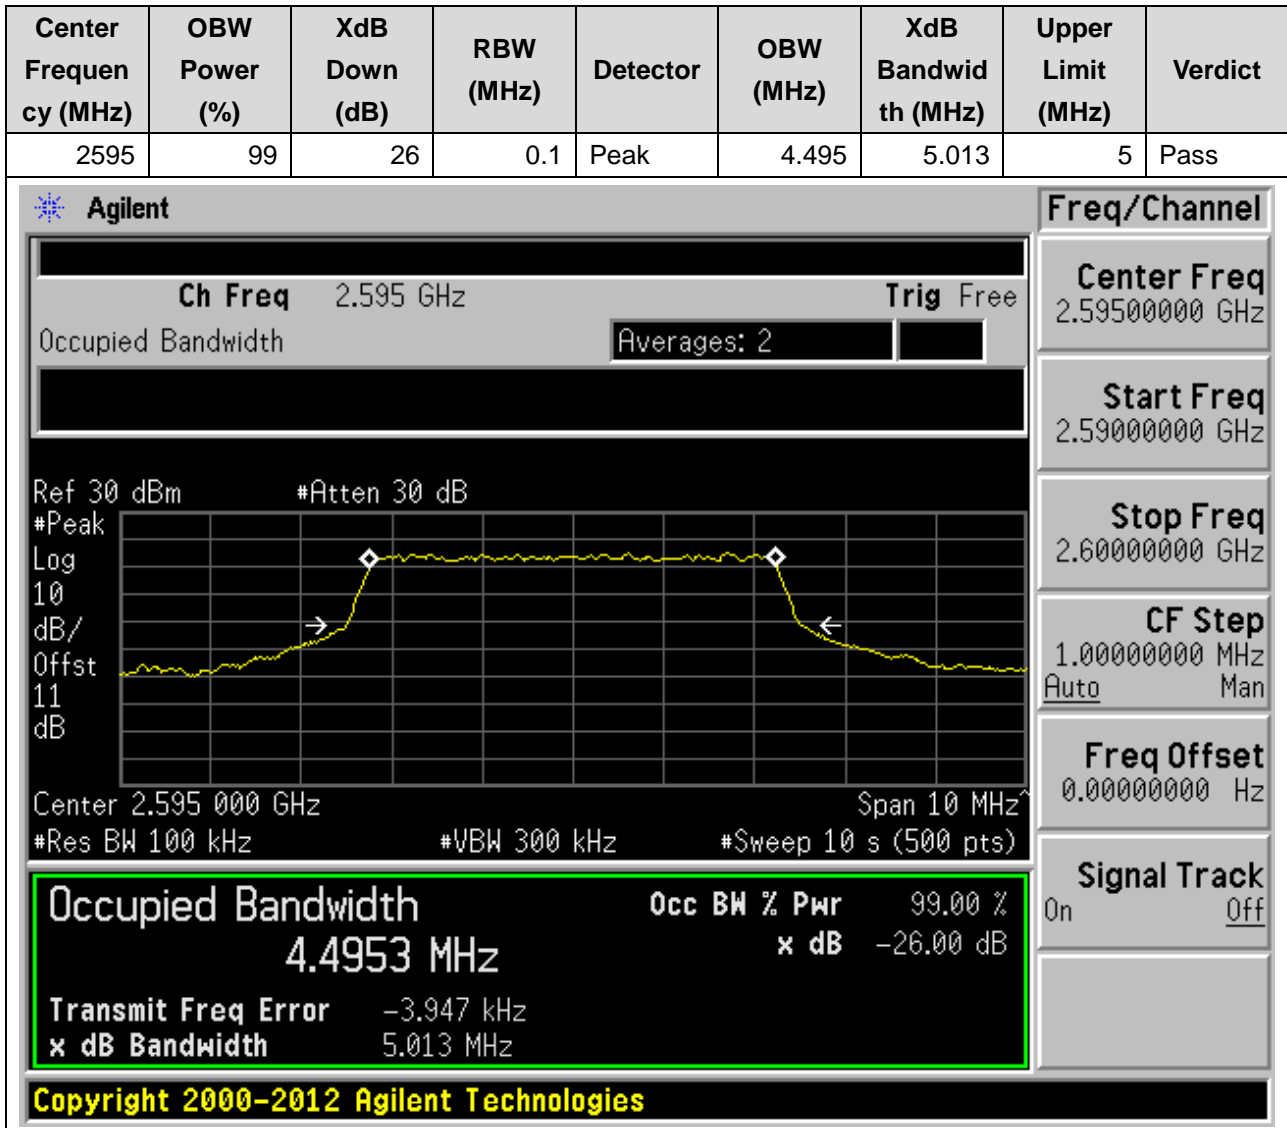 Center Frequen cy (MHz) OBW Power (%) XdB Down (dB) RBW (MHz) Detector OBW (MHz) XdB Bandwid th (MHz) Upper Limit (MHz) Verdict
2595 99 26 0.1 Peak 4.495 5.013 5 Pass
Agilent
Ch Freq 2.595 GHz Trig Free
Occupied Bandwidth Averages: 2
Ref 30 dBm #Atten 30 dB
#Peak
Log
10
dB/
Offst
11
dB
Center 2.595 000 GHz Span 10 MHz^
#Res BW 100 kHz #VBW 300 kHz #Sweep 10 s (500 pts)
Occupied Bandwidth Occ BW % Pwr 99.00 %
4.4953 MHz x dB -26.00 dB
Transmit Freq Error -3.947 kHz
x dB Bandwidth 5.013 MHz
Freq/Channel
Center Freq
2.59500000 GHz
Start Freq
2.59000000 GHz
Stop Freq
2.60000000 GHz
CF Step
1.00000000 MHz
Auto Man
Freq Offset
0.00000000 Hz
Signal Track
On Off
Copyright 2000-2012 Agilent Technologies